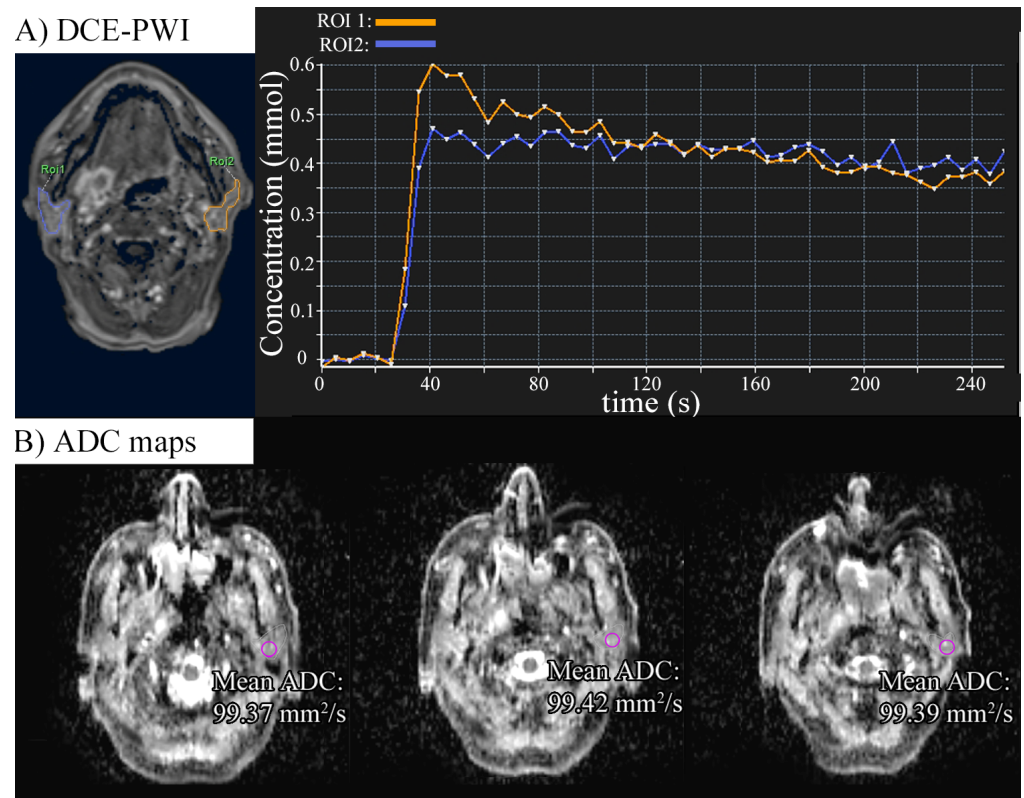 A) DCE-PWI
ROI 1:
ROI2:
Roi1
Roi2
Concentration (mmol)
0.6
0.5
0.4
0.3
0.2
0.1
0
0 40 80 120 160 200 240
time (s)
B) ADC maps
Mean ADC:
99.37 mm²/s
Mean ADC:
99.42 mm²/s
Mean ADC:
99.39 mm²/s